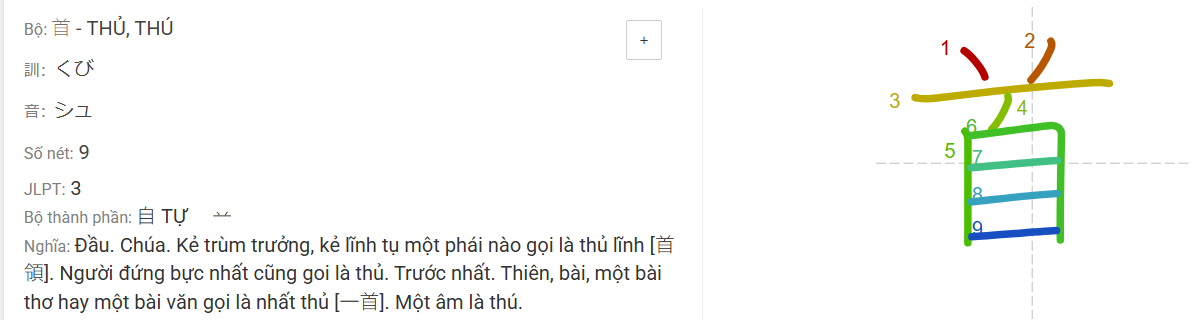 Bộ: 首 - THỦ, THÚ
+
訓: くび
音: シュ
Số nét: 9
JLPT: 3
Bộ thành phần: 自 TỰ 䒑
Nghĩa: Đầu. Chúa. Kẻ trùm trưởng, kẻ lĩnh tụ một phái nào gọi là thủ lĩnh [首
領]. Người đứng bực nhất cũng goi là thủ. Trước nhất. Thiên, bài, một bài
thơ hay một bài văn gọi là nhất thủ [一首]. Một âm là thú.
首
1
2
3
4
5
6
7
8
9